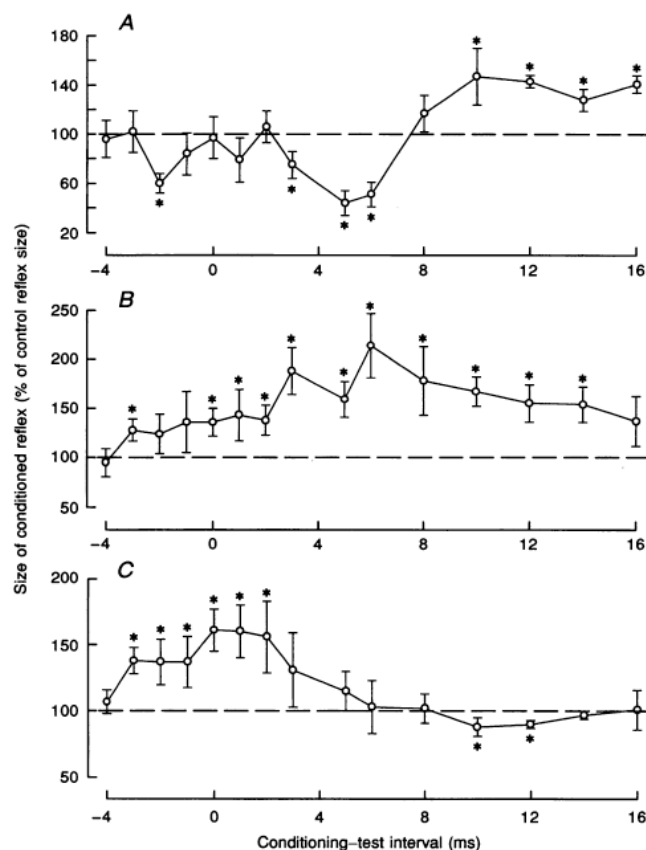 A
180
140
100
60
20
-4 0 4 8 12 16
B
250
200
150
100
50
-4 0 4 8 12 16
C
200
150
100
50
-4 0 4 8 12 16
Size of conditioned reflex (% of control reflex size)
Conditioning–test interval (ms)